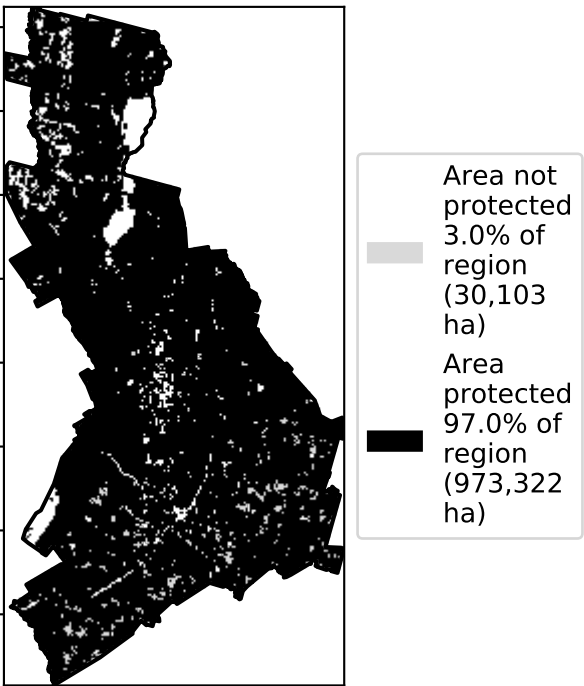 Area not
protected
3.0% of
region
(30,103
ha)
Area
protected
97.0% of
region
(973,322
ha)